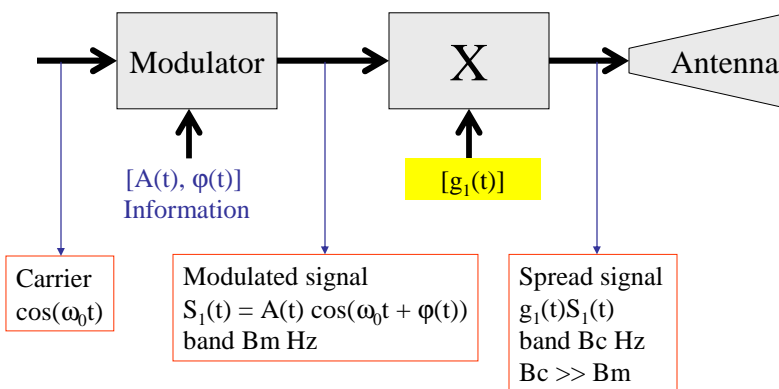 Modulator
X
Antenna
[A(t), φ(t)]
Information
[g₁(t)]
Carrier
cos(ω₀t)
Modulated signal
S₁(t) = A(t) cos(ω₀t + φ(t))
band Bm Hz
Spread signal
g₁(t)S₁(t)
band Bc Hz
Bc >> Bm